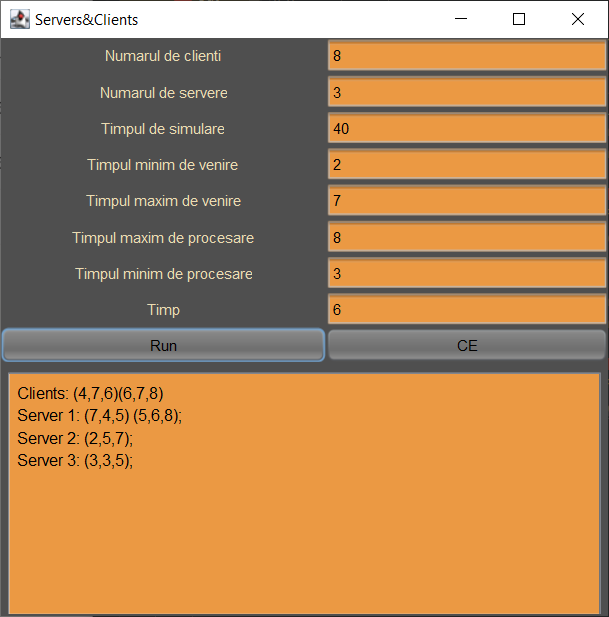 Servers&Clients
Numarul de clienti 8
Numarul de servere 3
Timpul de simulare 40
Timpul minim de venire 2
Timpul maxim de venire 7
Timpul maxim de procesare 8
Timpul minim de procesare 3
Timp 6
Run CE
Clients: (4,7,6)(6,7,8)
Server 1: (7,4,5) (5,6,8);
Server 2: (2,5,7);
Server 3: (3,3,5);